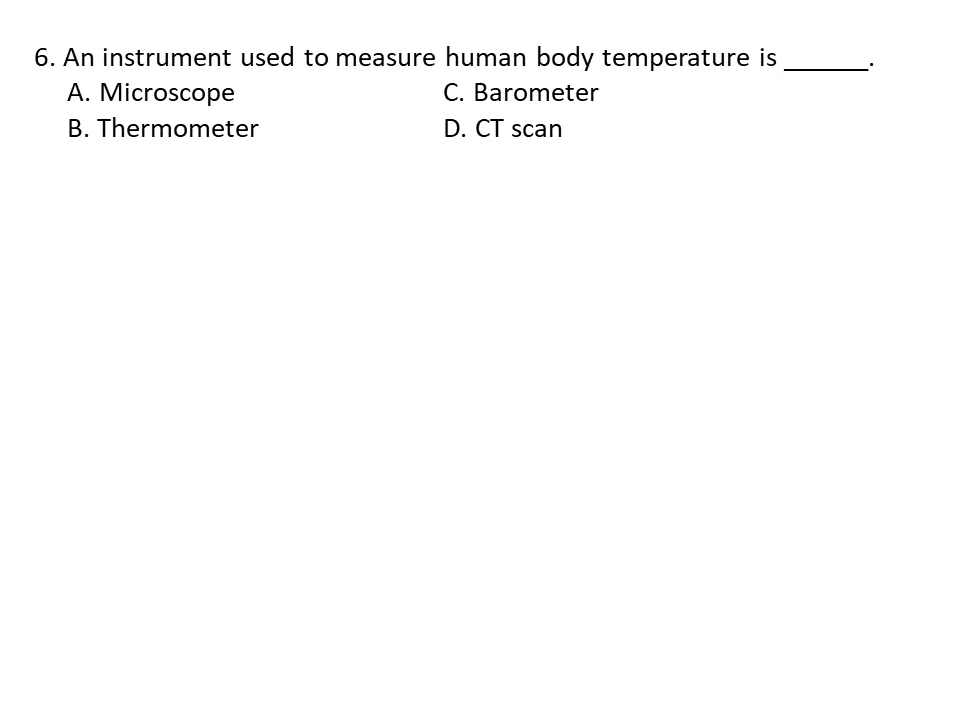 6. An instrument used to measure human body temperature is ______.
A. Microscope C. Barometer
B. Thermometer D. CT scan